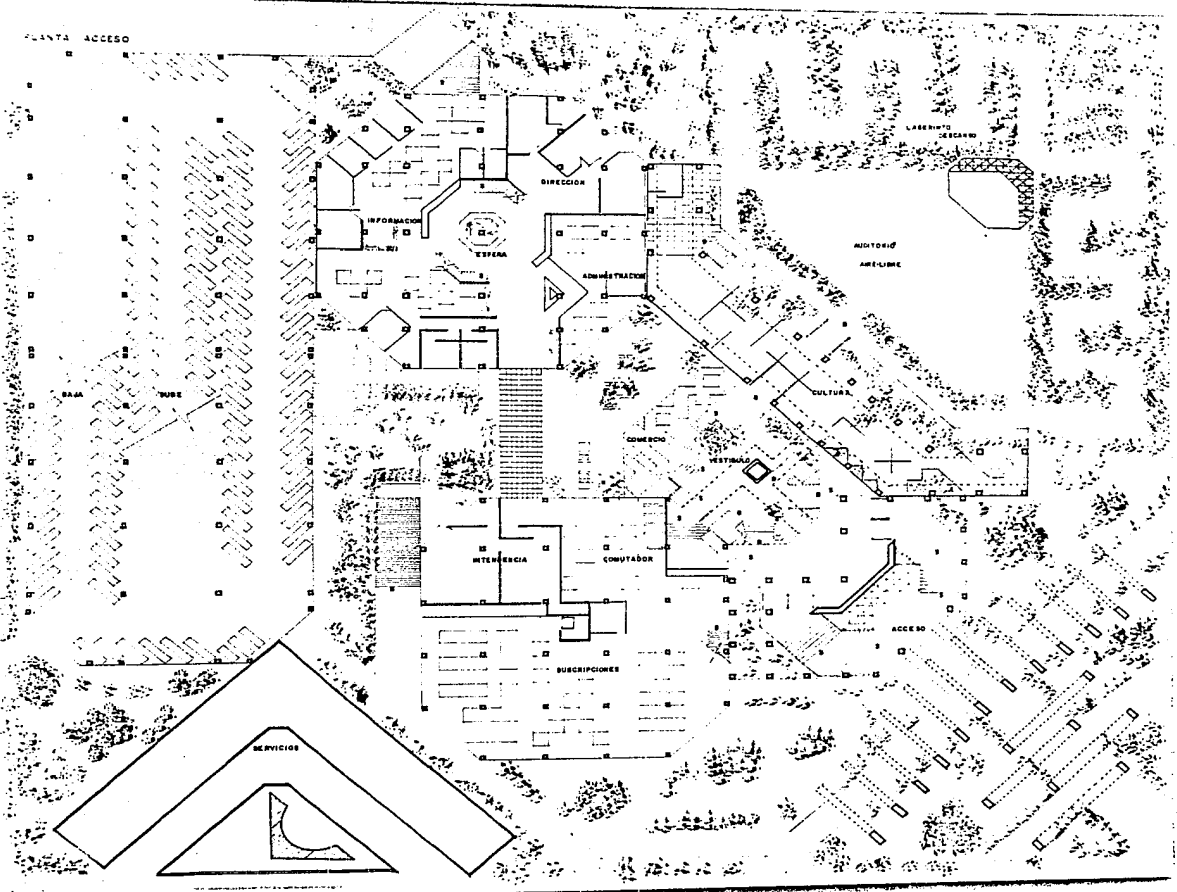 PLANTA ACCESO
LABERINTO
DESCANSO
DIRECCION
INFORMACION
ESFERA
AUDITORIO
AIRE-LIBRE
ADMINISTRACION
BAJA
SUBE
CULTURA
COMERCIO
VESTIBULO
INTENDENCIA
CONMUTADOR
ACCESO
SUSCRIPCIONES
SERVICIOS